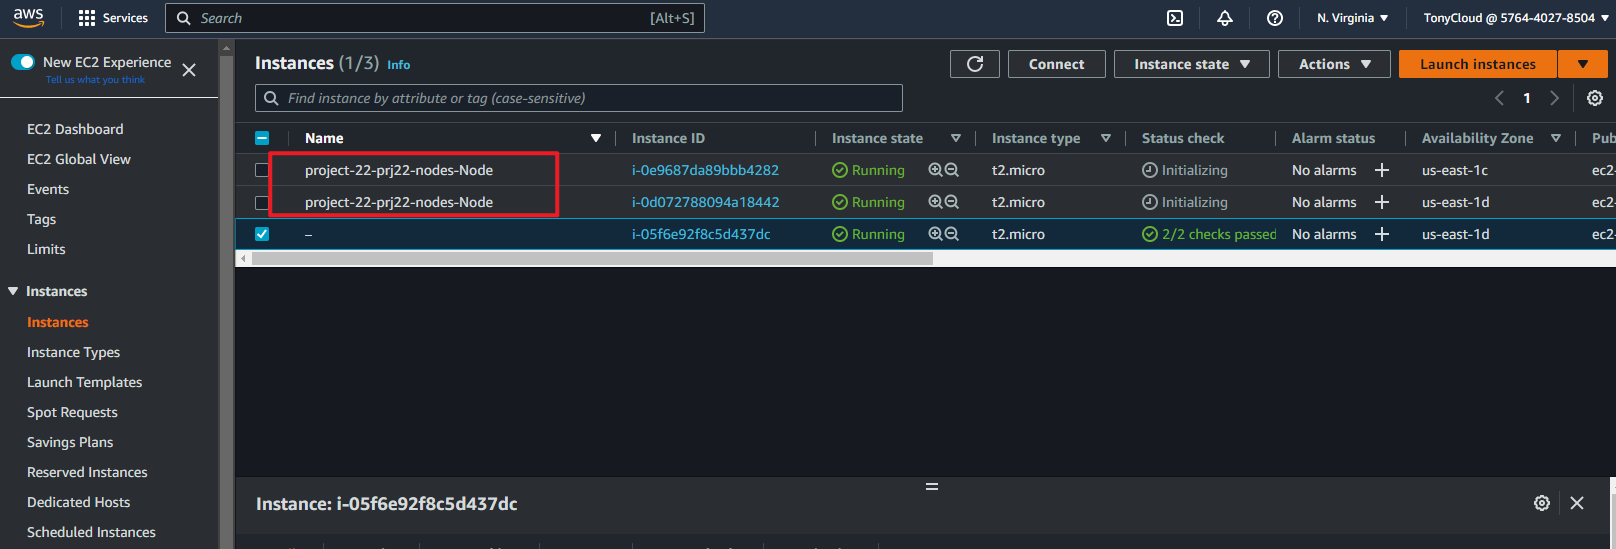 aws Services Search [Alt+S] N. Virginia TonyCloud @ 5764-4027-8504
New EC2 Experience
Tell us what you think
EC2 Dashboard
EC2 Global View
Events
Tags
Limits
Instances
Instances
Instance Types
Launch Templates
Spot Requests
Savings Plans
Reserved Instances
Dedicated Hosts
Scheduled Instances
Instances (1/3) Info Connect Instance state Actions Launch instances
Find instance by attribute or tag (case-sensitive) 1
Name Instance ID Instance state Instance type Status check Alarm status Availability Zone Pub
project-22-prj22-nodes-Node i-0e9687da89bbb4282 Running t2.micro Initializing No alarms us-east-1c ec2
project-22-prj22-nodes-Node i-0d072788094a18442 Running t2.micro Initializing No alarms us-east-1d ec2
– i-05f6e92f8c5d437dc Running t2.micro 2/2 checks passed No alarms us-east-1d ec2-
Instance: i-05f6e92f8c5d437dc